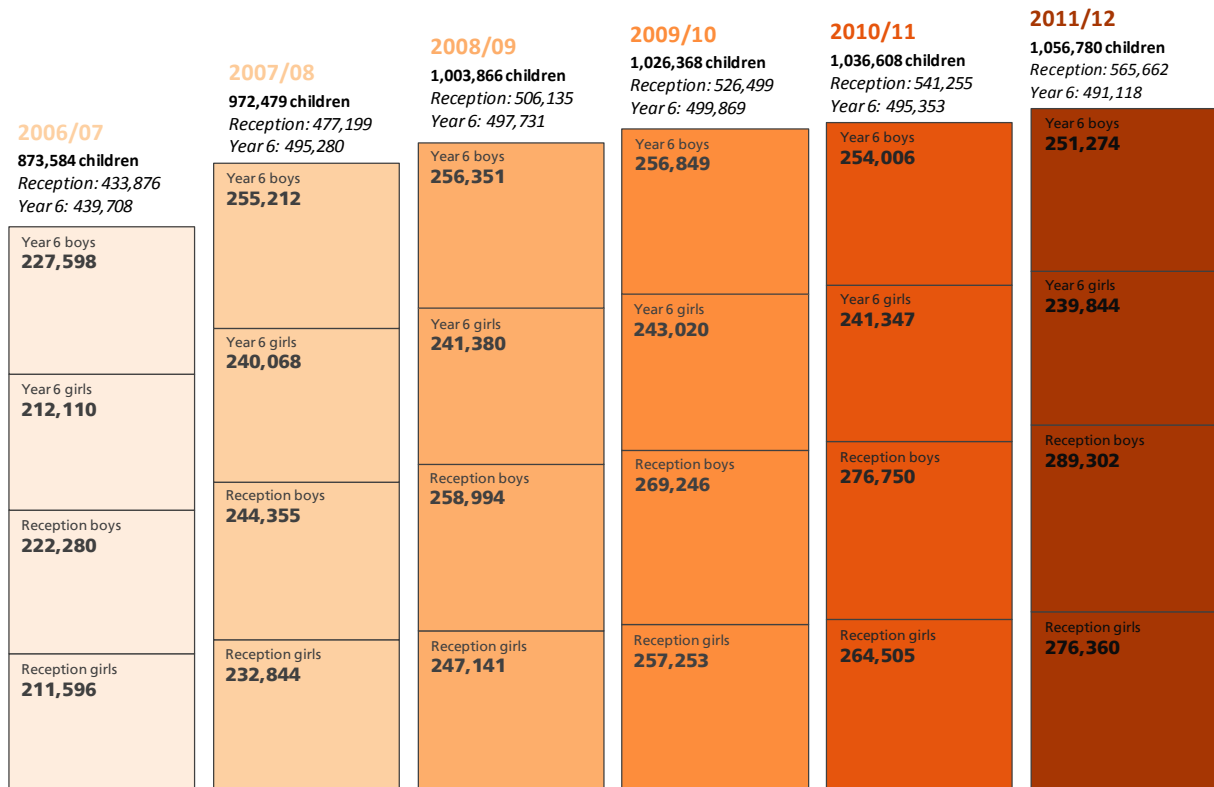 2006/07
873,584 children
Reception: 433,876
Year 6: 439,708
Year 6 boys
227,598
Year 6 girls
212,110
Reception boys
222,280
Reception girls
211,596
2007/08
972,479 children
Reception: 477,199
Year 6: 495,280
Year 6 boys
255,212
Year 6 girls
240,068
Reception boys
244,355
Reception girls
232,844
2008/09
1,003,866 children
Reception: 506,135
Year 6: 497,731
Year 6 boys
256,351
Year 6 girls
241,380
Reception boys
258,994
Reception girls
247,141
2009/10
1,026,368 children
Reception: 526,499
Year 6: 499,869
Year 6 boys
256,849
Year 6 girls
243,020
Reception boys
269,246
Reception girls
257,253
2010/11
1,036,608 children
Reception: 541,255
Year 6: 495,353
Year 6 boys
254,006
Year 6 girls
241,347
Reception boys
276,750
Reception girls
264,505
2011/12
1,056,780 children
Reception: 565,662
Year 6: 491,118
Year 6 boys
251,274
Year 6 girls
239,844
Reception boys
289,302
Reception girls
276,360